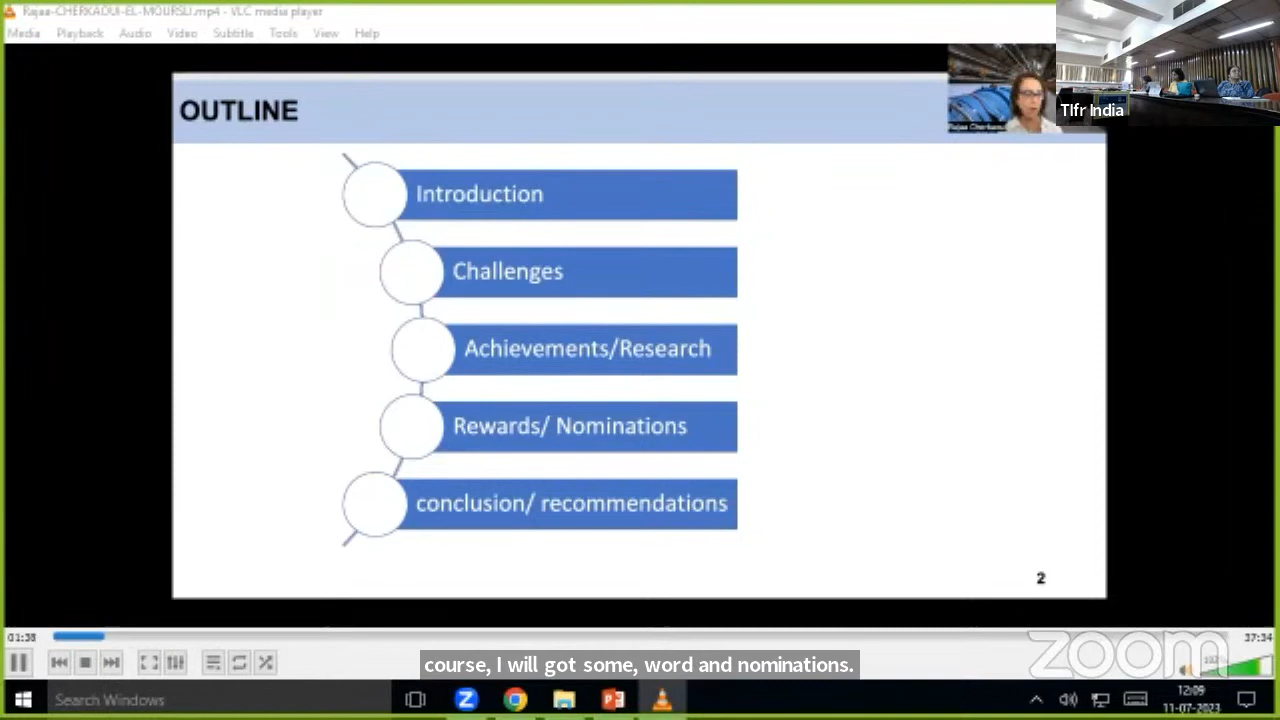 Rajaa-CHERKAOUI-EL-MOURSLI.mp4 - VLC media player
Media Playback Audio Video Subtitle Tools View Help
TIfr India
OUTLINE
Introduction
Challenges
Achievements/Research
Rewards/ Nominations
conclusion/ recommendations
2
01:38
37:34
zoom
course, I will got some, word and nominations.
Search Windows
12:09
11-07-2023